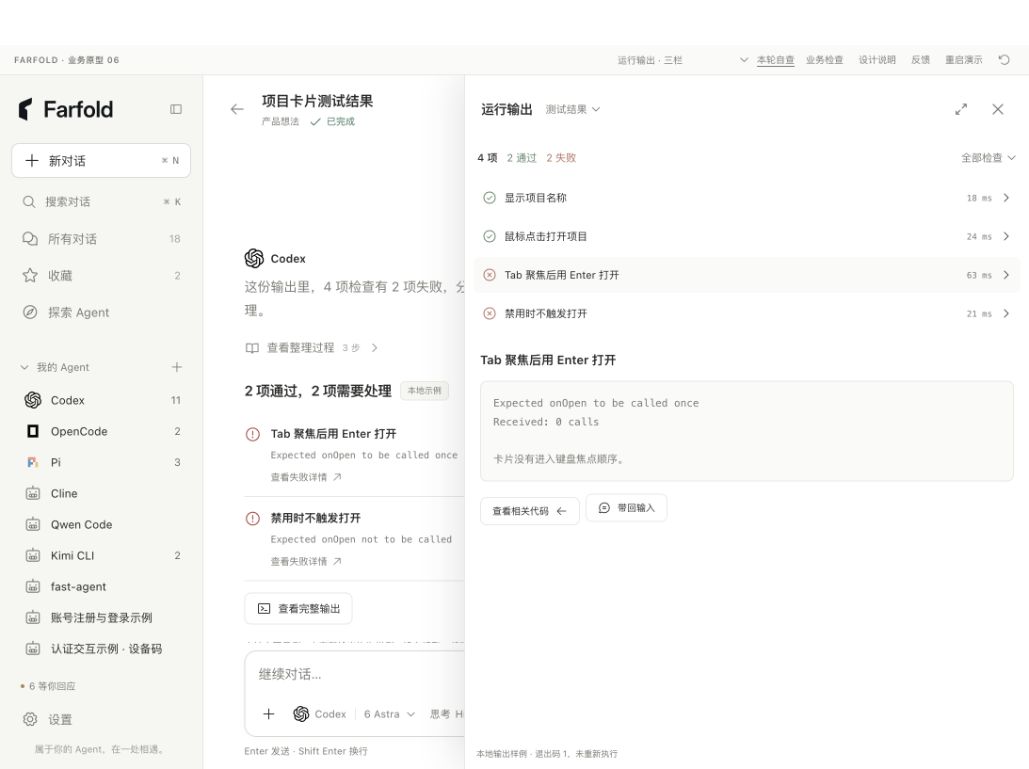 FARFOLD · 业务原型 06
运行输出 · 三栏
本轮自查
业务检查
设计说明
反馈
重启演示
Farfold
新对话
⌘ N
搜索对话
⌘ K
所有对话
18
收藏
2
探索 Agent
我的 Agent
Codex
11
OpenCode
2
Pi
3
Cline
Qwen Code
Kimi CLI
2
fast-agent
账号注册与登录示例
认证交互示例 · 设备码
6 等你回应
设置
属于你的 Agent，在一处相遇。
项目卡片测试结果
产品想法
已完成
Codex
这份输出里，4 项检查有 2 项失败，分
理。
查看整理过程 3 步
2 项通过，2 项需要处理
本地示例
Tab 聚焦后用 Enter 打开
Expected onOpen to be called once
查看失败详情
禁用时不触发打开
Expected onOpen not to be called
查看失败详情
查看完整输出
继续对话...
Codex
6 Astra
思考 Hi
Enter 发送 · Shift Enter 换行
运行输出
测试结果
4 项 2 通过 2 失败
全部检查
显示项目名称
18 ms
鼠标点击打开项目
24 ms
Tab 聚焦后用 Enter 打开
63 ms
禁用时不触发打开
21 ms
Tab 聚焦后用 Enter 打开
Expected onOpen to be called once
Received: 0 calls
卡片没有进入键盘焦点顺序。
查看相关代码
带回输入
本地输出样例 · 退出码 1，未重新执行